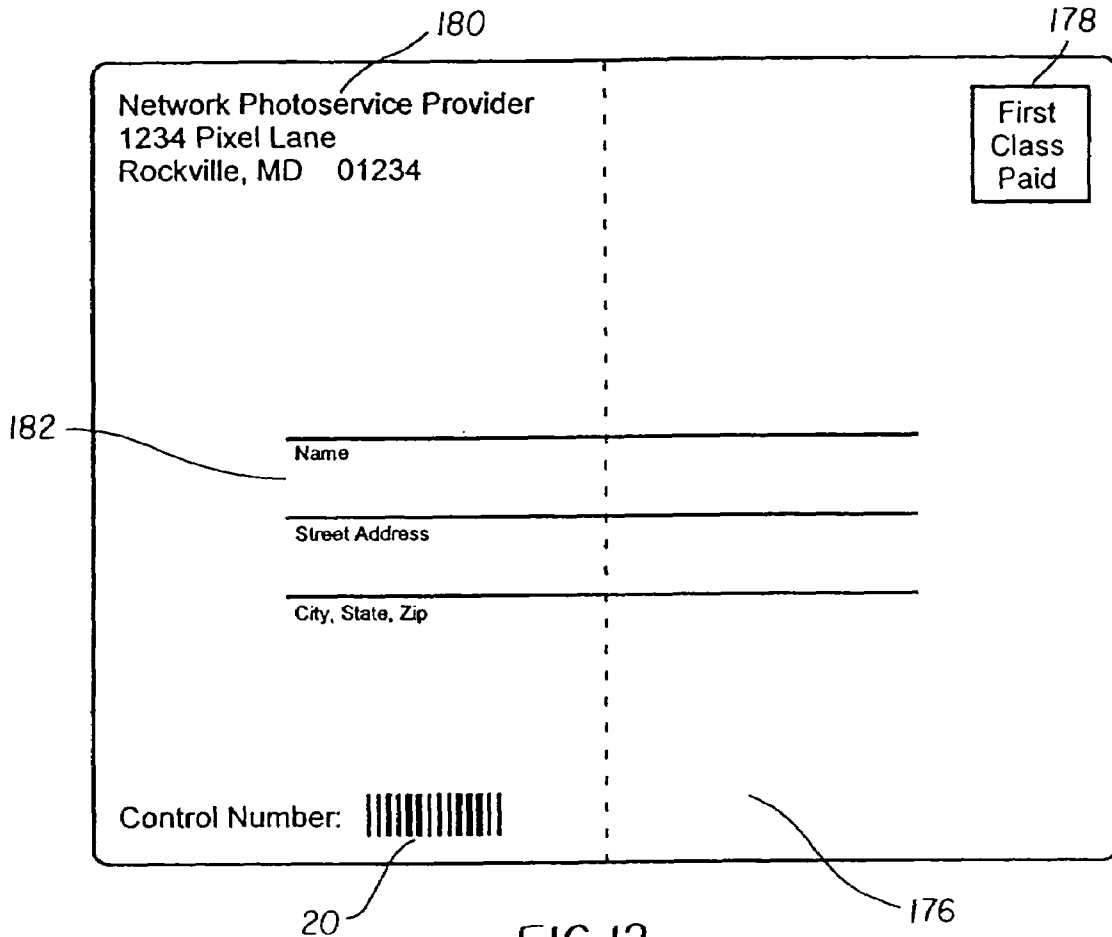 180
178
Network Photoservice Provider
1234 Pixel Lane
Rockville, MD 01234
First
Class
Paid
182
Name
Street Address
City, State, Zip
Control Number:
20
176